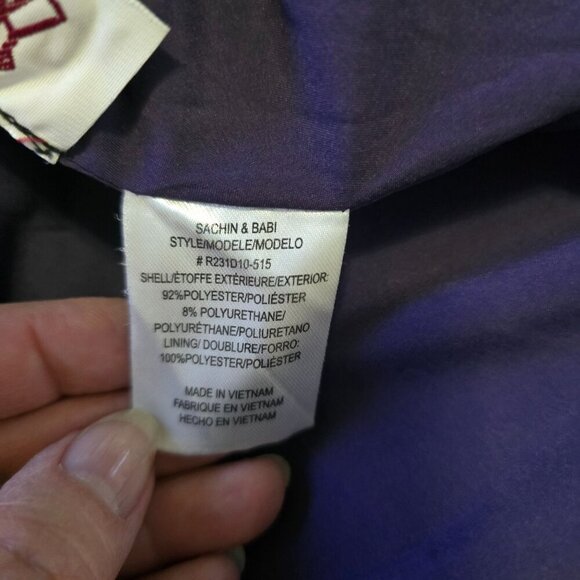 SACHIN & BABI
STYLE/MODELE/MODELO
# R231D10-515
SHELL/ÉTOFFE EXTÉRIEURE/EXTERIOR:
92%POLYESTER/POLIÉSTER
8% POLYURETHANE/
POLYURÉTHANE/POLIURETANO
LINING/ DOUBLURE/FORRO:
100%POLYESTER/POLIÉSTER
MADE IN VIETNAM
FABRIQUE EN VIETNAM
HECHO EN VIETNAM